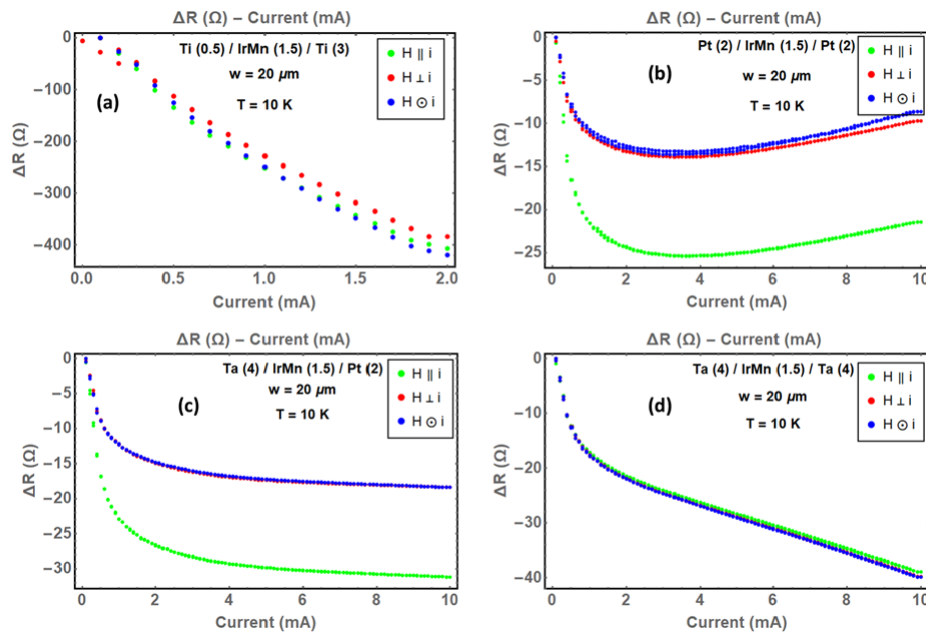 ΔR (Ω) – Current (mA)
Ti (0.5) / IrMn (1.5) / Ti (3)
w = 20 µm
T = 10 K
(a)
H || i
H ⊥ i
H ⊙ i
0
−100
−200
−300
−400
ΔR (Ω)
0.0 0.5 1.0 1.5 2.0
Current (mA)
ΔR (Ω) – Current (mA)
Pt (2) / IrMn (1.5) / Pt (2)
w = 20 µm
T = 10 K
(b)
H || i
H ⊥ i
H ⊙ i
0
−5
−10
−15
−20
−25
ΔR (Ω)
0 2 4 6 8 10
Current (mA)
ΔR (Ω) – Current (mA)
Ta (4) / IrMn (1.5) / Pt (2)
w = 20 µm
T = 10 K
(c)
H || i
H ⊥ i
H ⊙ i
0
−5
−10
−15
−20
−25
−30
ΔR (Ω)
0 2 4 6 8 10
Current (mA)
ΔR (Ω) – Current (mA)
Ta (4) / IrMn (1.5) / Ta (4)
w = 20 µm
T = 10 K
(d)
H || i
H ⊥ i
H ⊙ i
0
−10
−20
−30
−40
ΔR (Ω)
0 2 4 6 8 10
Current (mA)